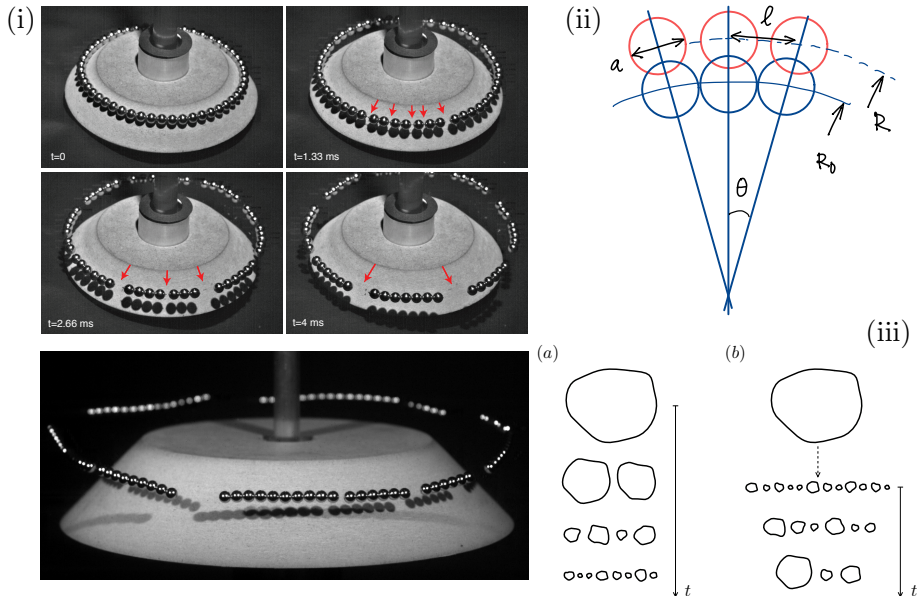 (i)
t=0
t=1.33 ms
t=2.66 ms
t=4 ms
(ii)
a
ℓ
θ
R₀
R
(iii)
(a)
(b)
t
t